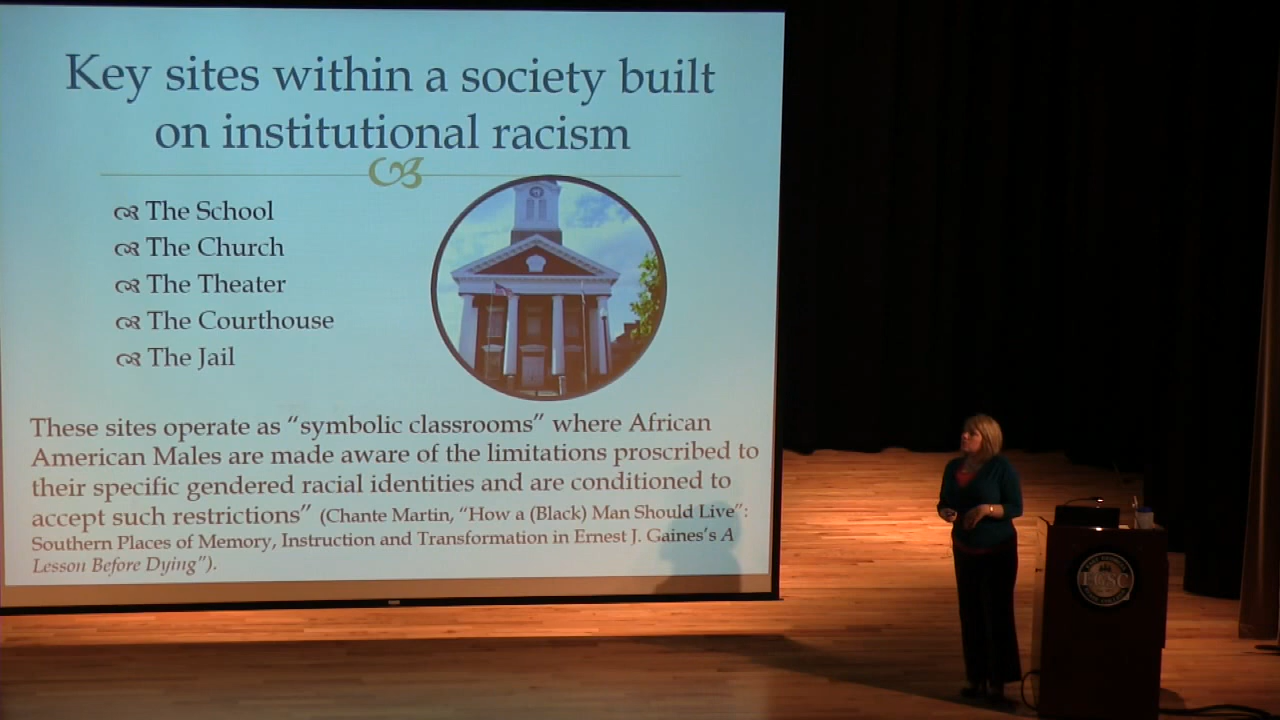 Key sites within a society built
on institutional racism
The School
The Church
The Theater
The Courthouse
The Jail
These sites operate as “symbolic classrooms” where African
American Males are made aware of the limitations proscribed to
their specific gendered racial identities and are conditioned to
accept such restrictions” (Chante Martin, “How a (Black) Man Should Live”:
Southern Places of Memory, Instruction and Transformation in Ernest J. Gaines’s A
Lesson Before Dying”).